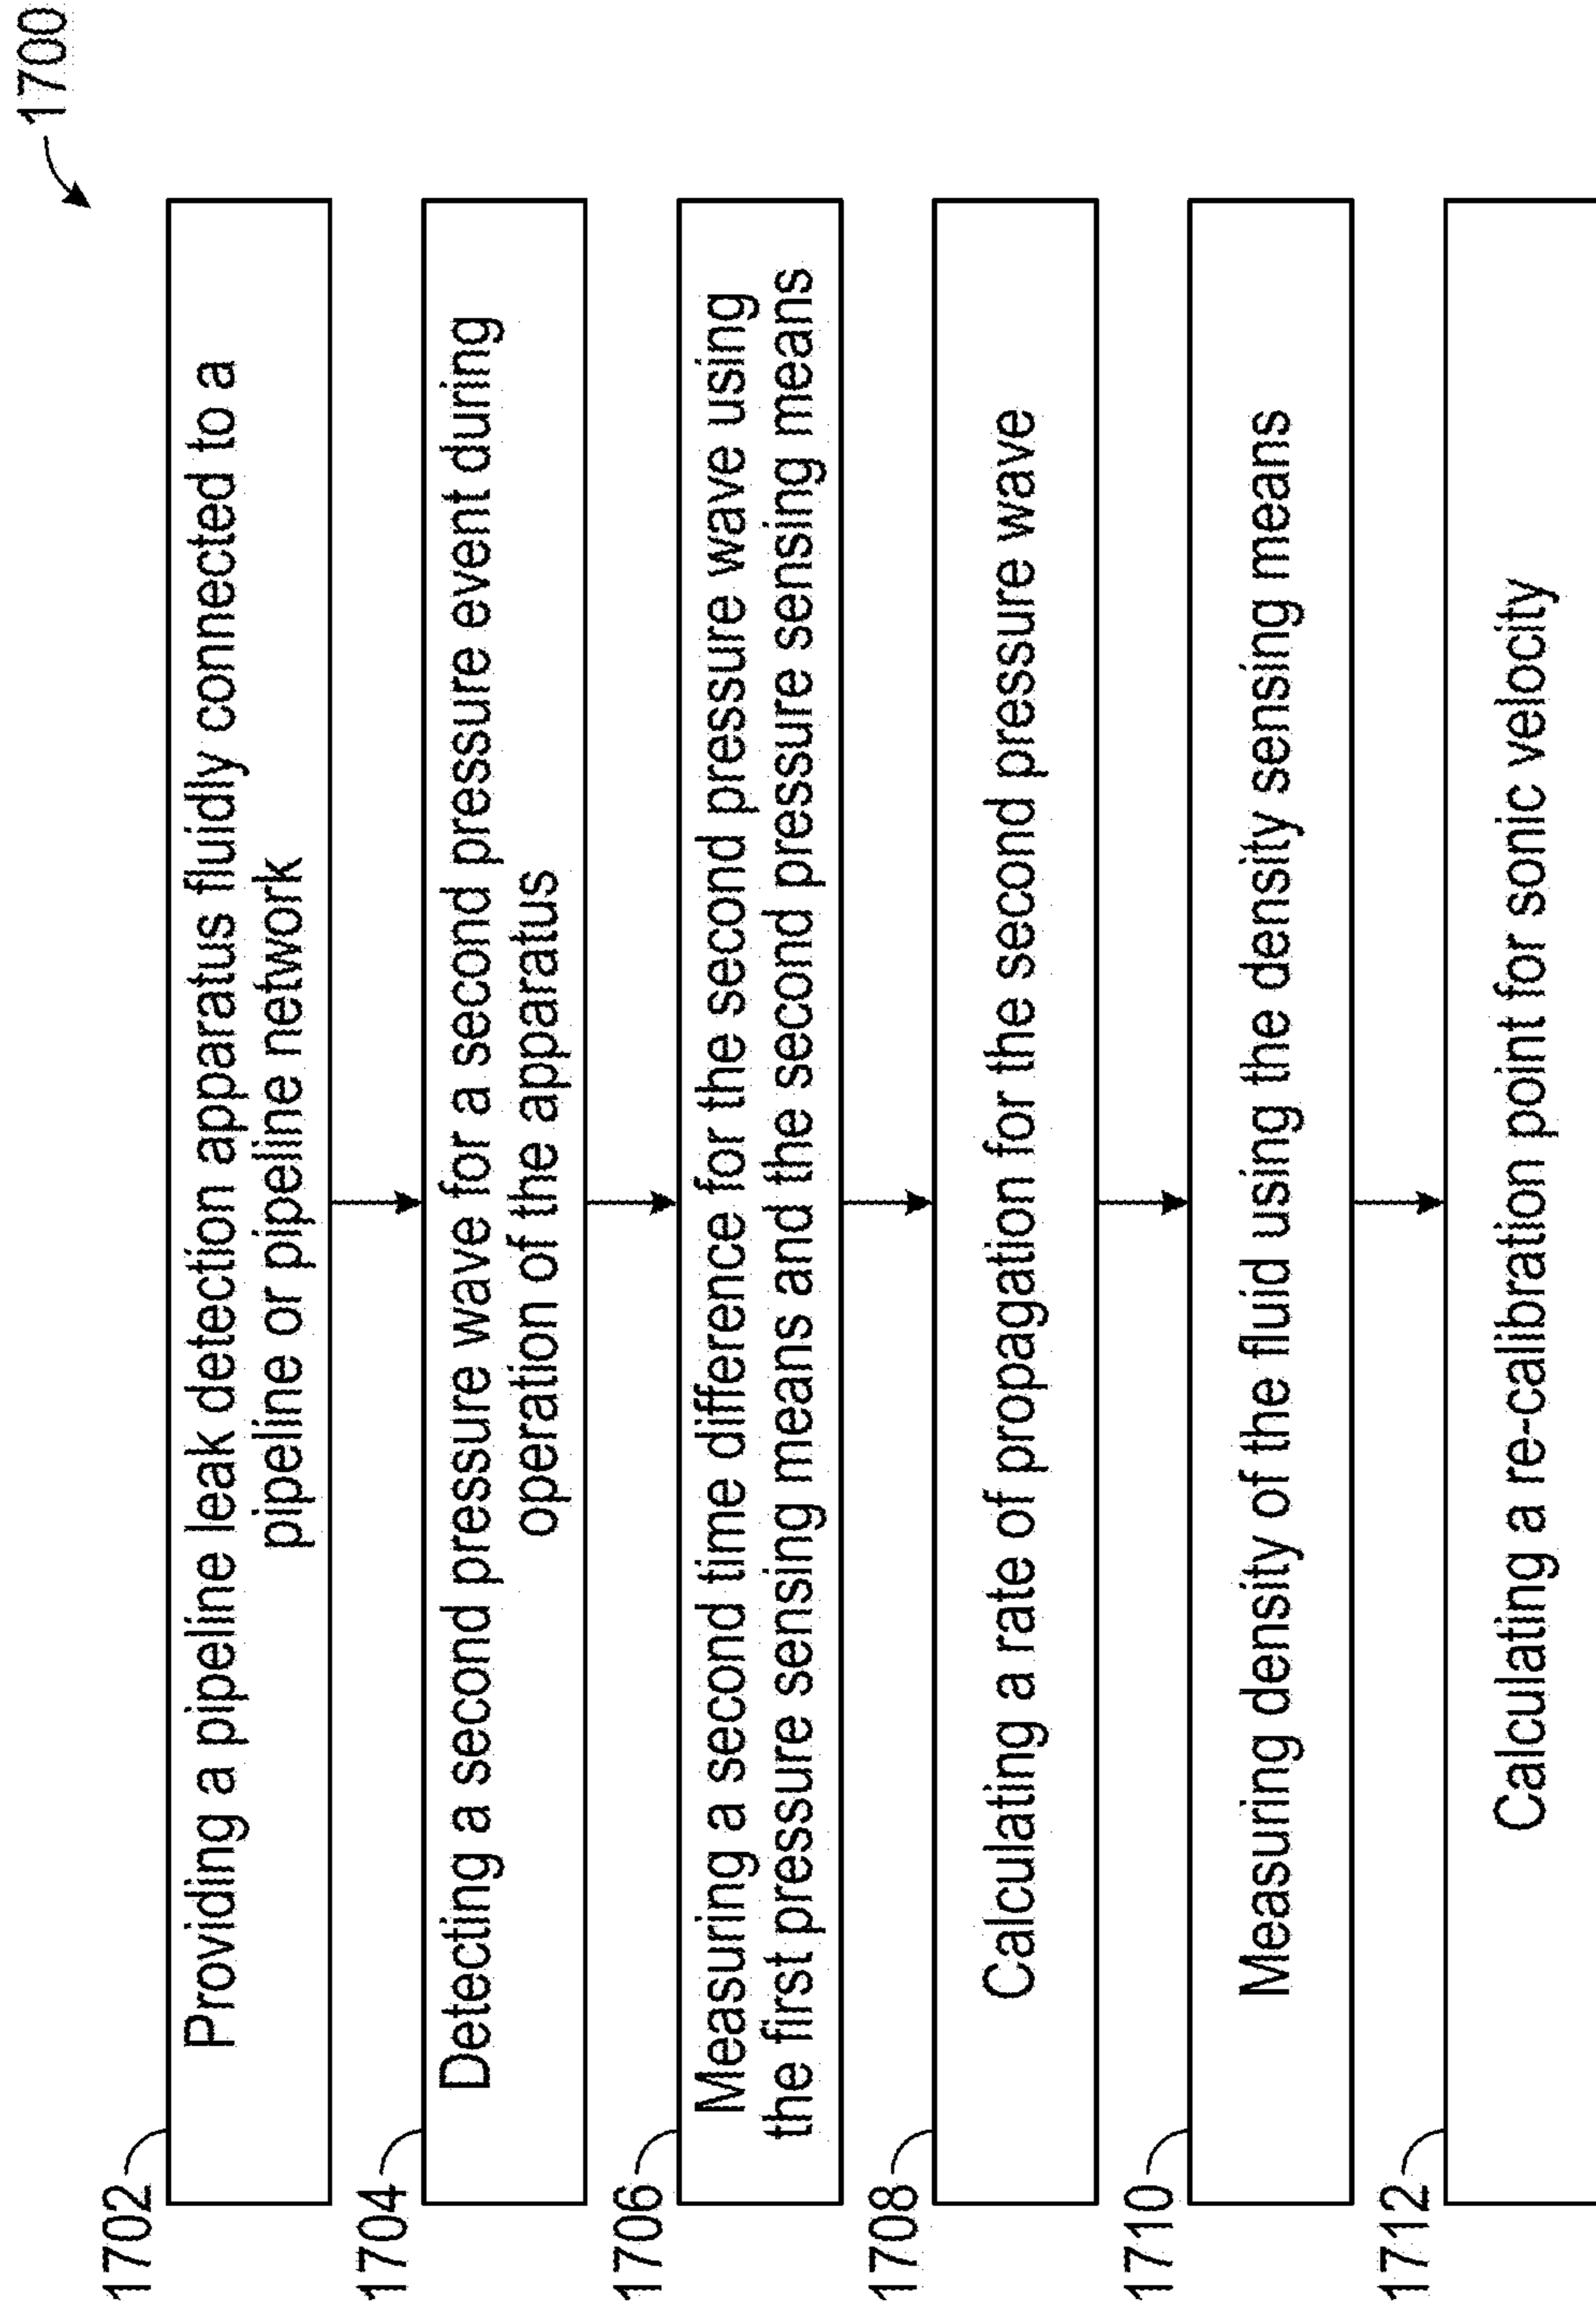 1700
1702
Providing a pipeline leak detection apparatus fluidly connected to a
pipeline or pipeline network
1704
Detecting a second pressure wave for a second pressure event during
operation of the apparatus
1706
Measuring a second time difference for the second pressure wave using
the first pressure sensing means and the second pressure sensing means
1708
Calculating a rate of propagation for the second pressure wave
1710
Measuring density of the fluid using the density sensing means
1712
Calculating a re-calibration point for sonic velocity